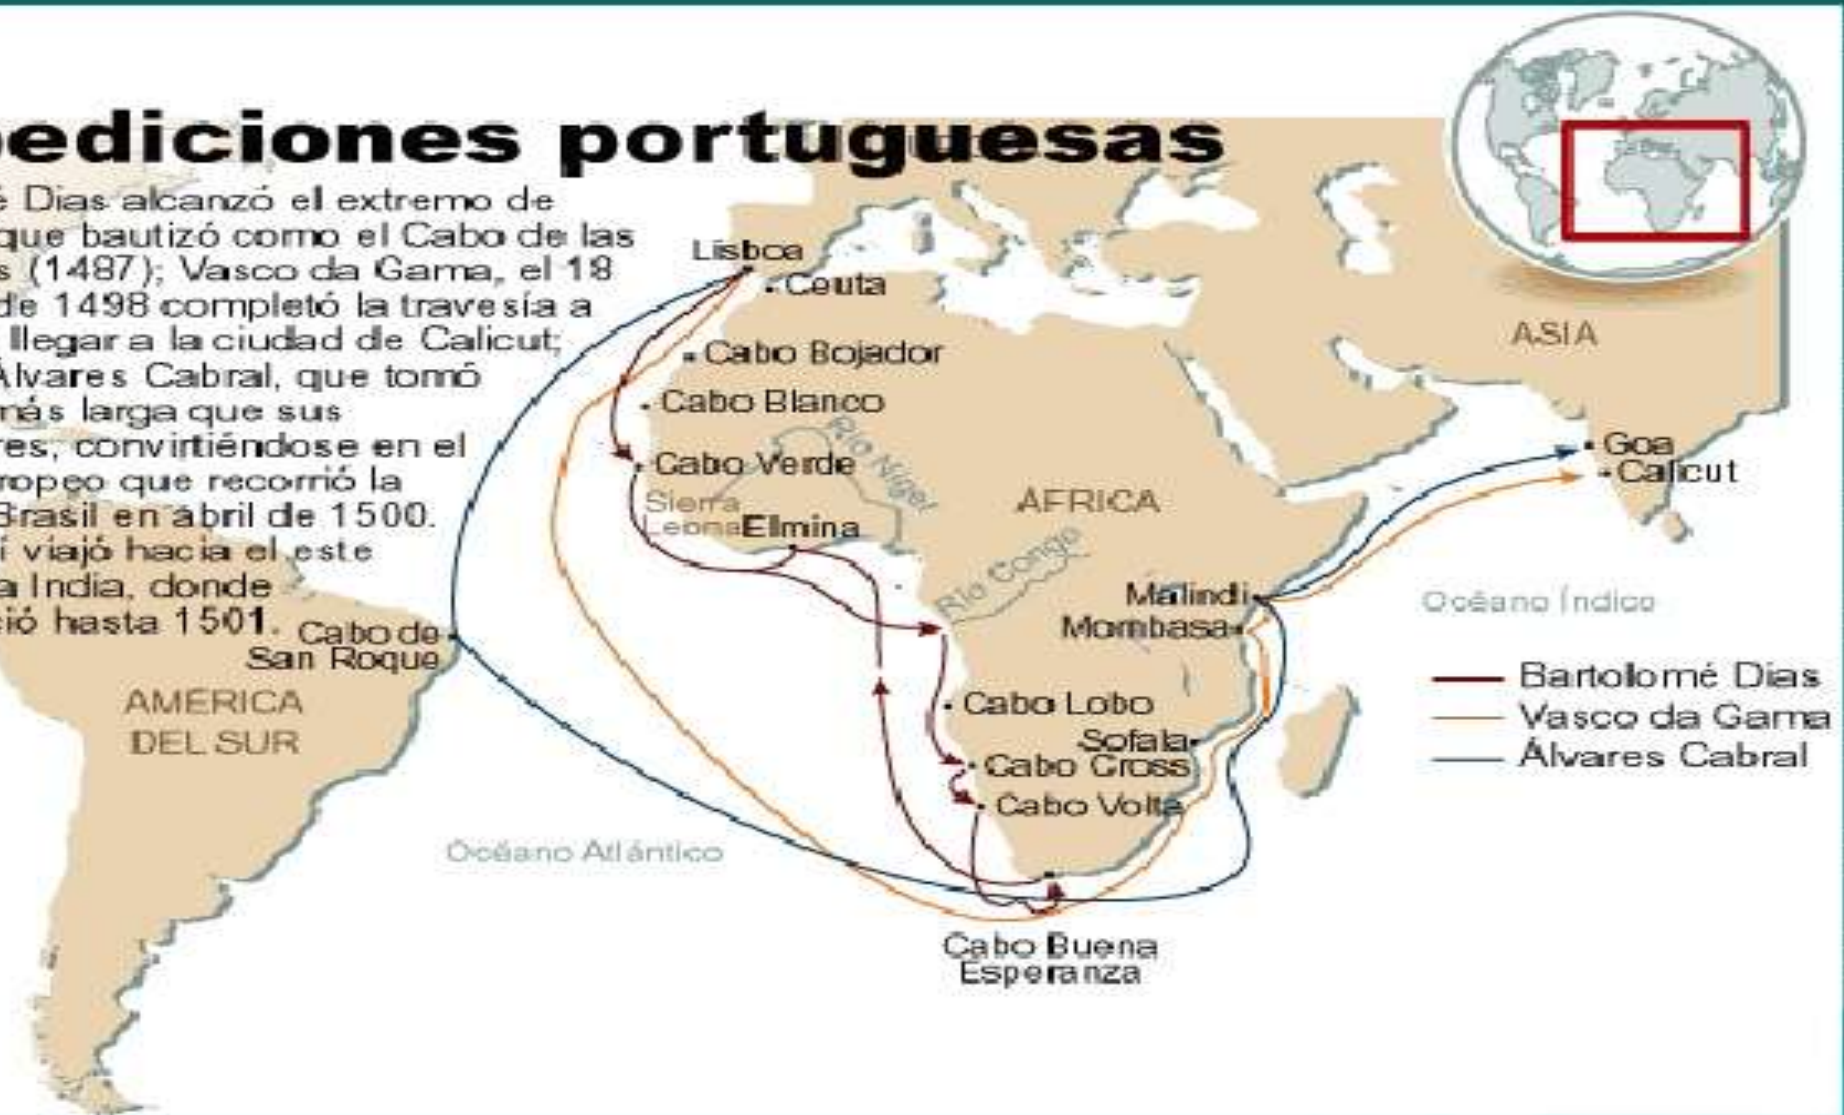 pediciones portuguesas
é Dias alcanzó el extremo de
que bautizó como el Cabo de las
s (1487); Vasco da Gama, el 18
de 1498 completó la travesía a
llegar a la ciudad de Calicut;
Álvares Cabral, que tomó
más larga que sus
res, convirtiéndose en el
ropeo que recorrió la
Brasil en abril de 1500.
í viajó hacia el este
a India, donde
ció hasta 1501.
Lisboa
Ceuta
Cabo Bojador
Cabo Blanco
Cabo Verde
Río Nigel
Sierra
Leona
Elmina
ÁFRICA
Río Congo
ASIA
Goa
Calicut
Malindi
Mombasa
Océano Índico
Cabo de
San Roque
AMÉRICA
DEL SUR
Cabo Lobo
Sofala
Cabo Cross
Cabo Volta
Océano Atlántico
Cabo Buena
Esperanza
Bartolomé Dias
Vasco da Gama
Álvares Cabral